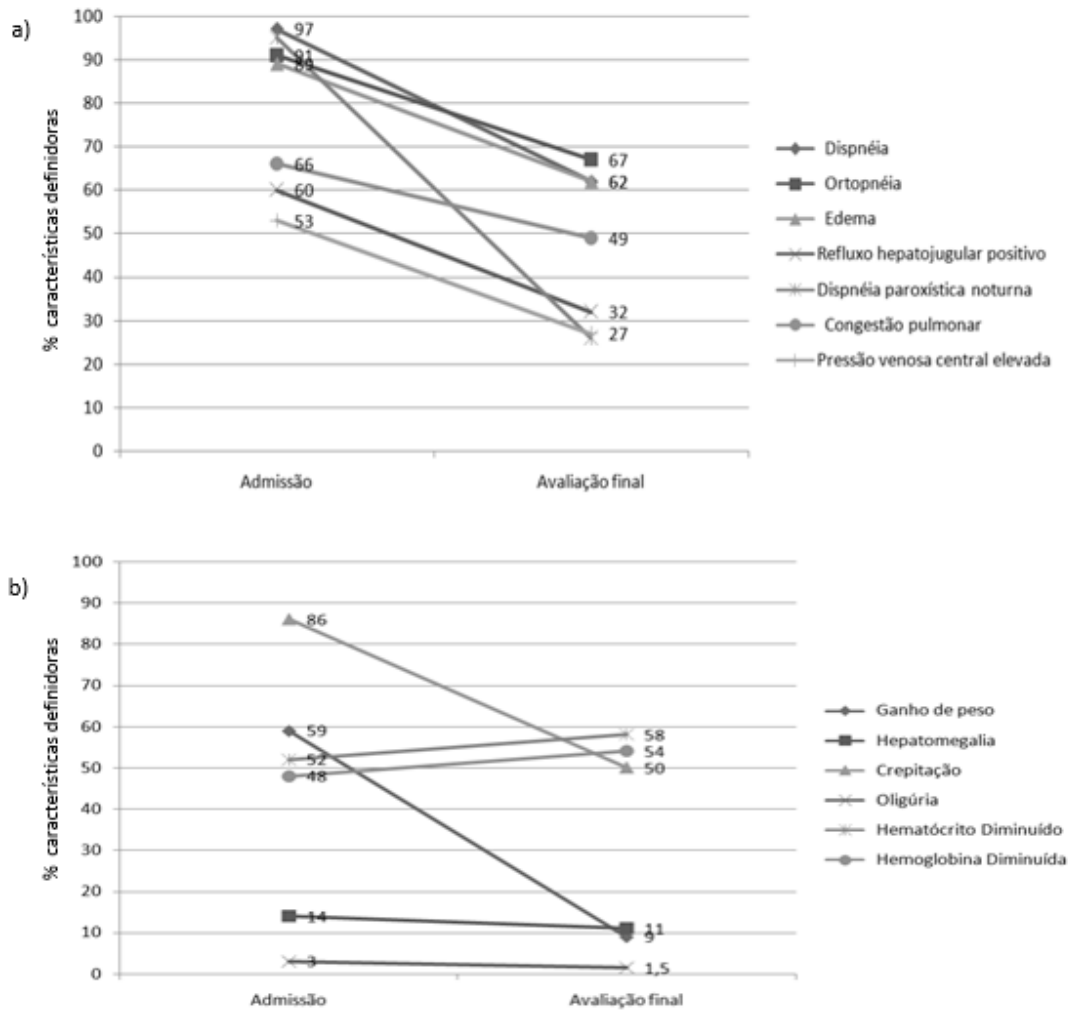 a)
% características definidoras
100
90
80
70
60
50
40
30
20
10
0
97
91
89
66
60
53
67
62
49
32
27
Admissão
Avaliação final
Dispnéia
Ortopnéia
Edema
Refluxo hepatojugular positivo
Dispnéia paroxística noturna
Congestão pulmonar
Pressão venosa central elevada
b)
% características definidoras
100
90
80
70
60
50
40
30
20
10
0
86
59
52
48
14
3
58
54
50
11
9
1,5
Admissão
Avaliação final
Ganho de peso
Hepatomegalia
Crepitação
Oligúria
Hematócrito Diminuído
Hemoglobina Diminuída